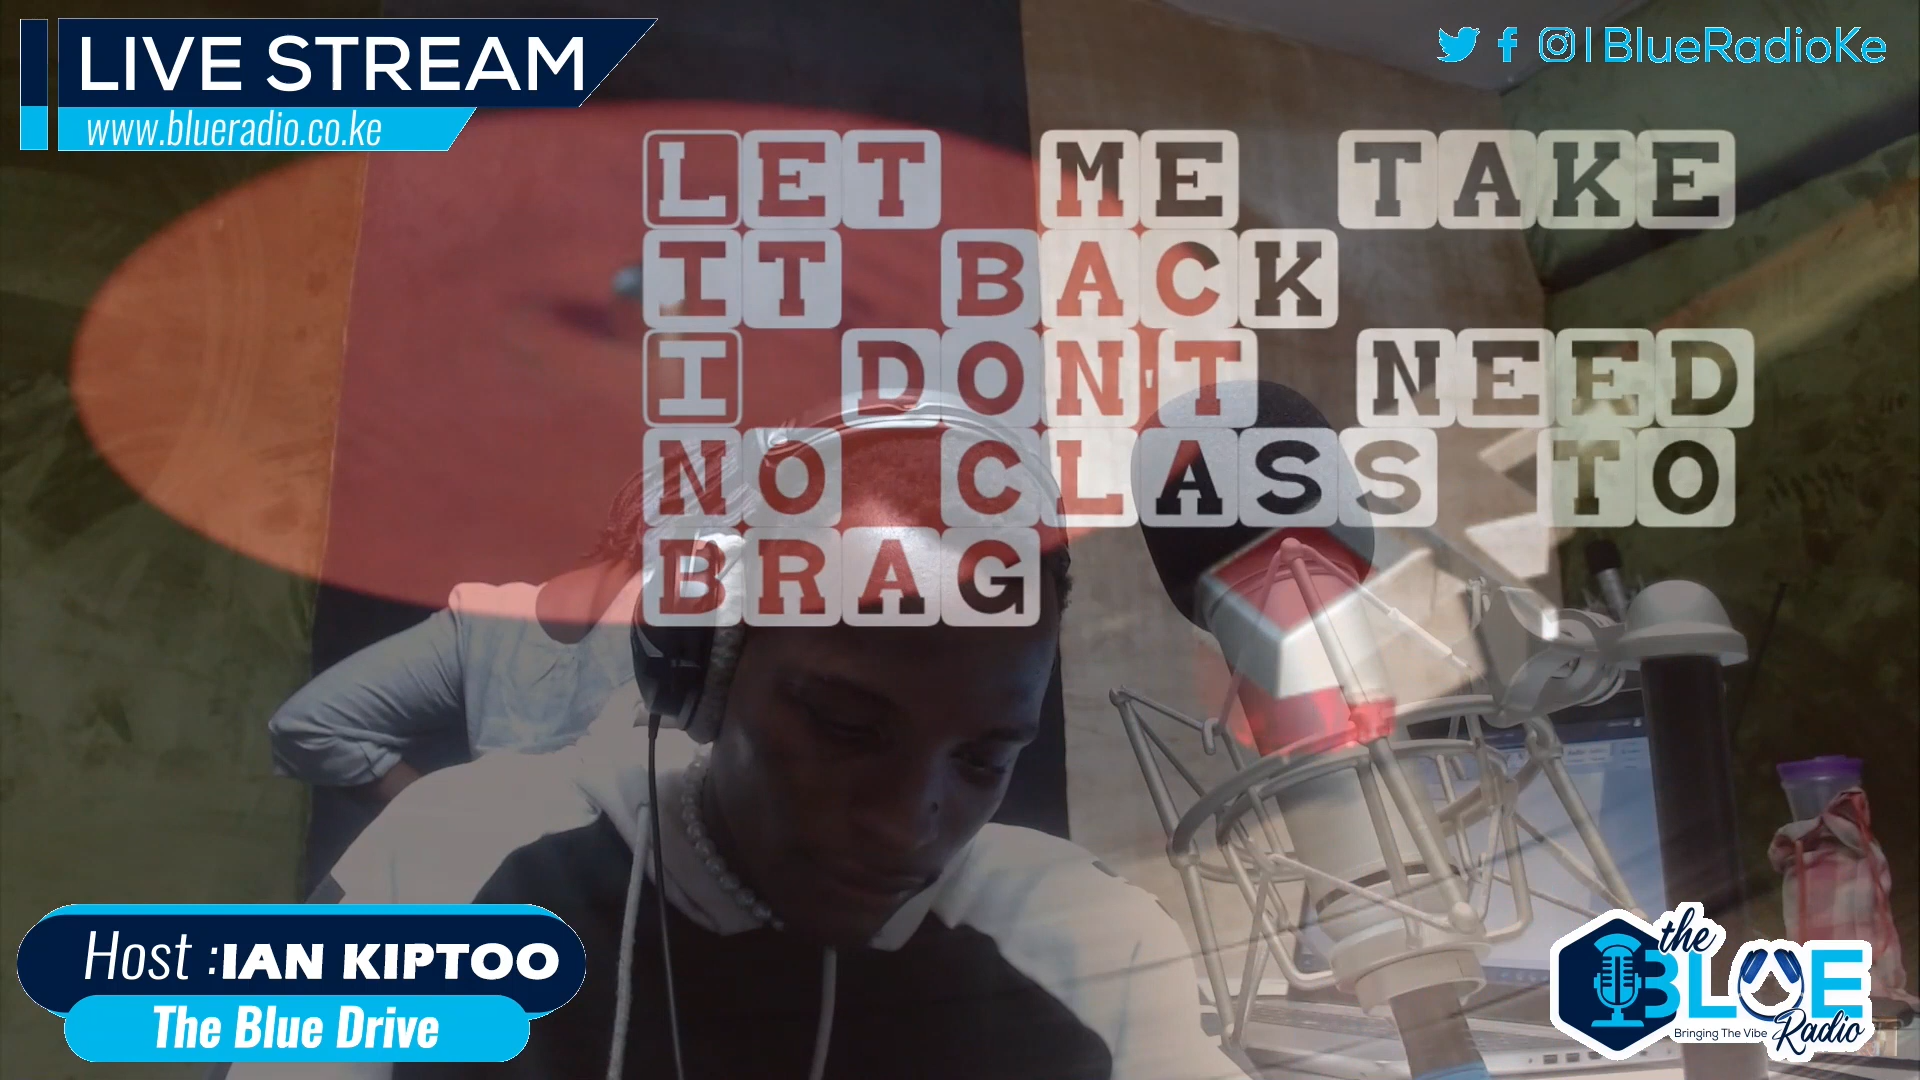 LIVE STREAM
www.blueradio.co.ke
| BlueRadioKe
LET ME TAKE
IT BACK
I DON'T NEED
NO CLASS TO
BRAG
Host : IAN KIPTOO
The Blue Drive
the
BLUE
Bringing The Vibe Radio